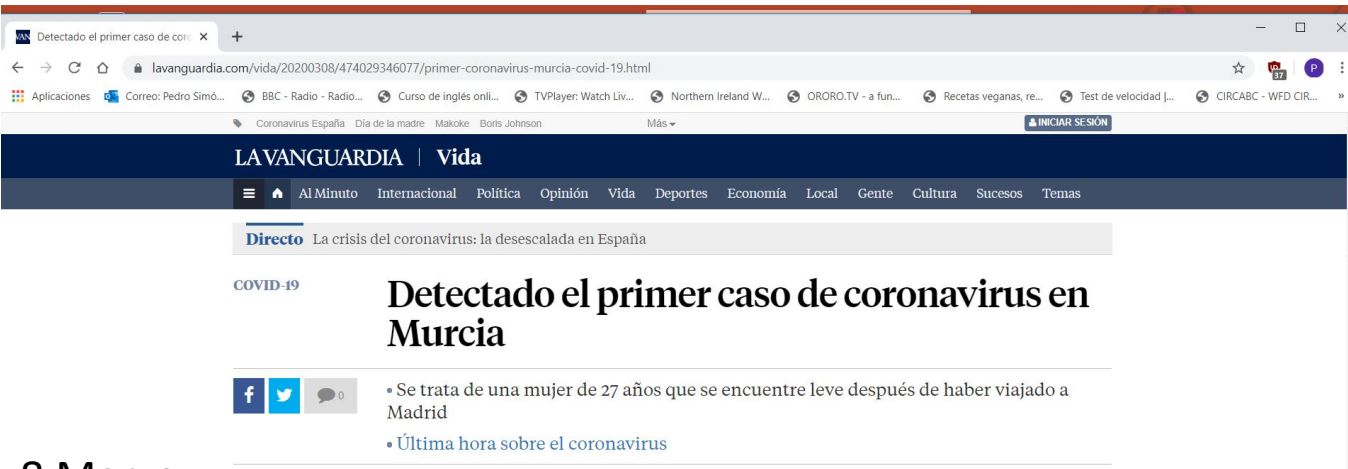 Detectado el primer caso de coro
lavanguardia.com/vida/20200308/474029346077/primer-coronavirus-murcia-covid-19.html
37
P
Aplicaciones Correo: Pedro Simó... BBC - Radio - Radio... Curso de inglés onli... TVPlayer: Watch Liv... Northern Ireland W... ORORO.TV - a fun... Recetas veganas, re... Test de velocidad |... CIRCABC - WFD CIR... »
Coronavirus España Día de la madre Makoke Boris Johnson Más INICIAR SESIÓN
LA VANGUARDIA | Vida
Al Minuto Internacional Política Opinión Vida Deportes Economía Local Gente Cultura Sucesos Temas
Directo La crisis del coronavirus: la desescalada en España
COVID-19
Detectado el primer caso de coronavirus en
Murcia
0
Se trata de una mujer de 27 años que se encuentre leve después de haber viajado a
Madrid
Última hora sobre el coronavirus